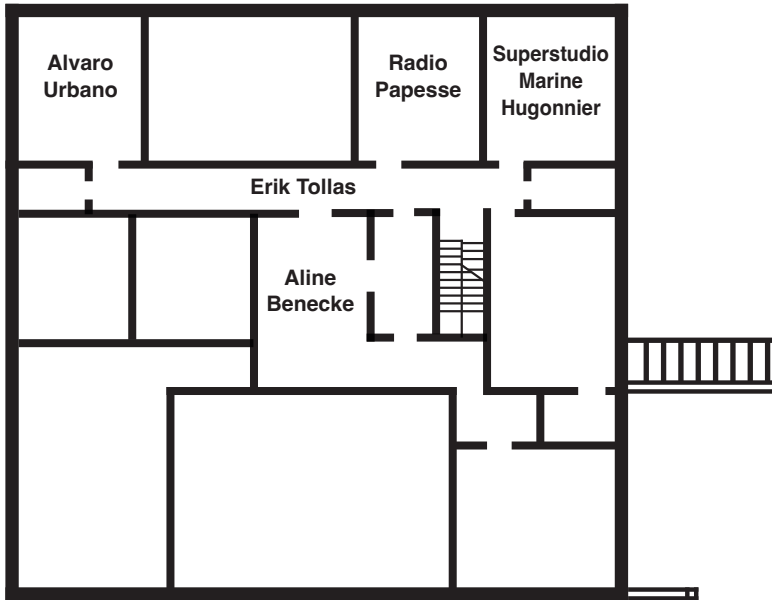 Alvaro
Urbano
Radio
Papesse
Superstudio
Marine
Hugonnier
Erik Tollas
Aline
Benecke